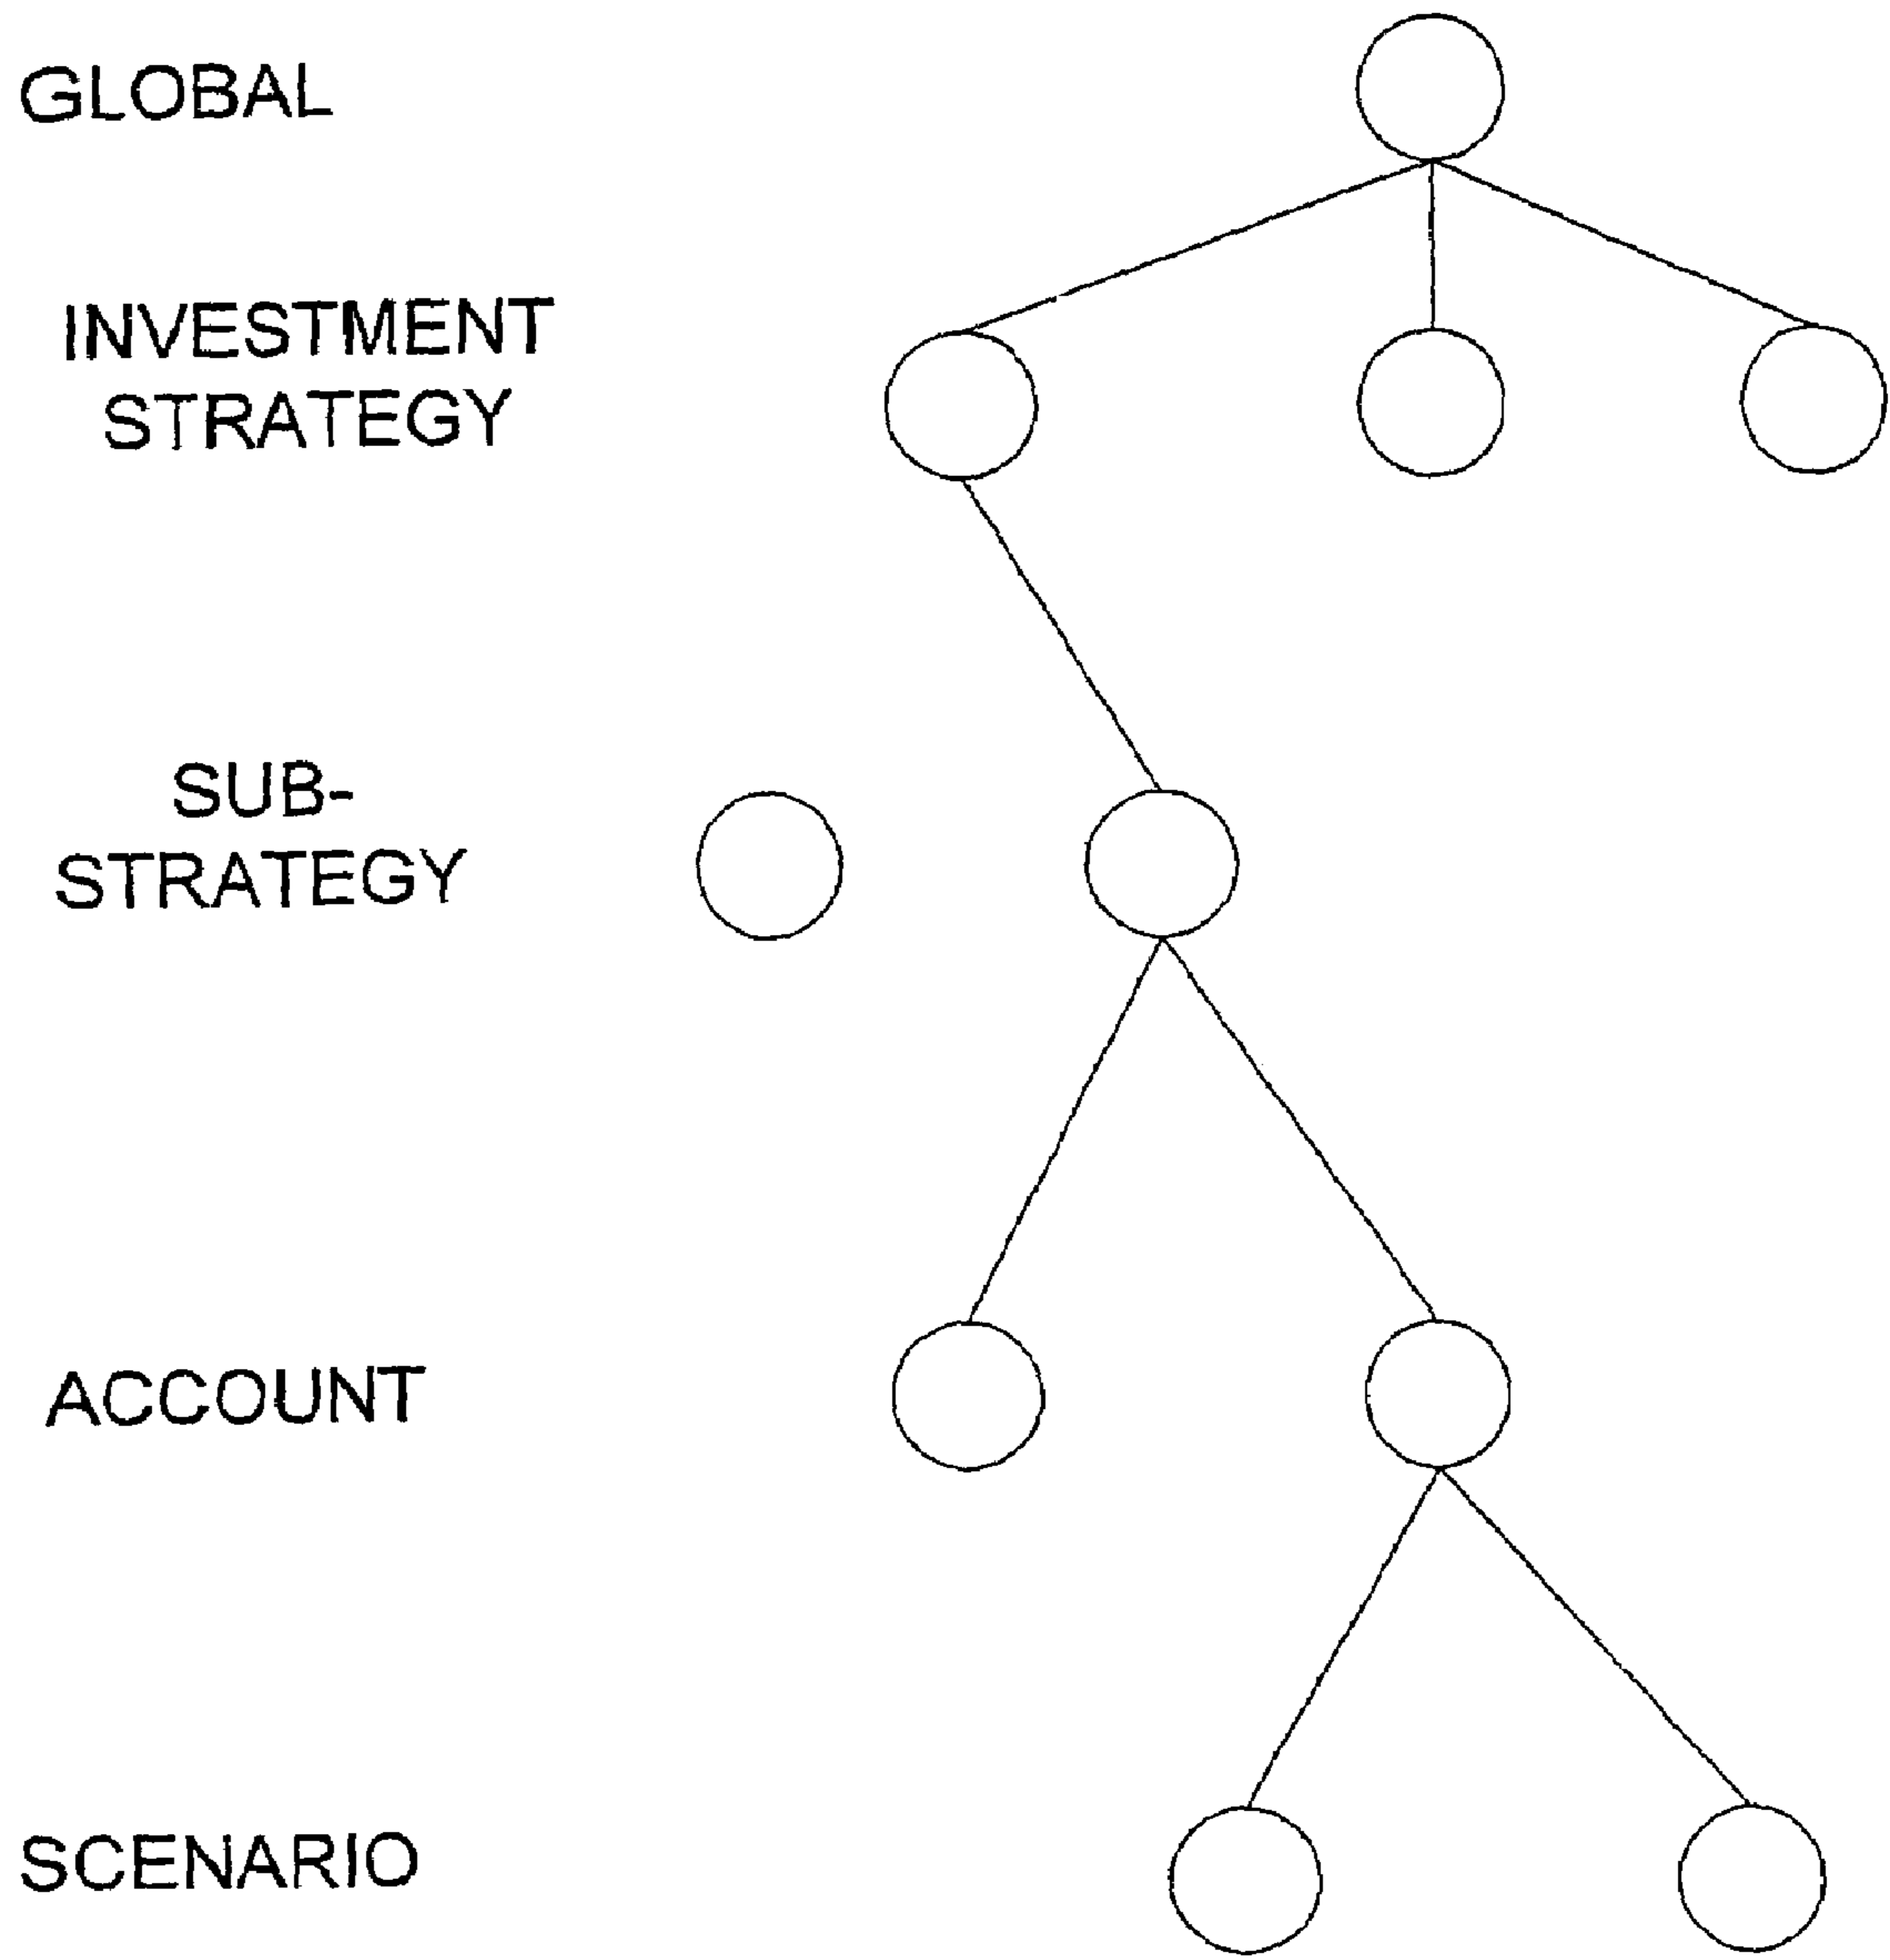 GLOBAL
INVESTMENT
STRATEGY
SUB-
STRATEGY
ACCOUNT
SCENARIO